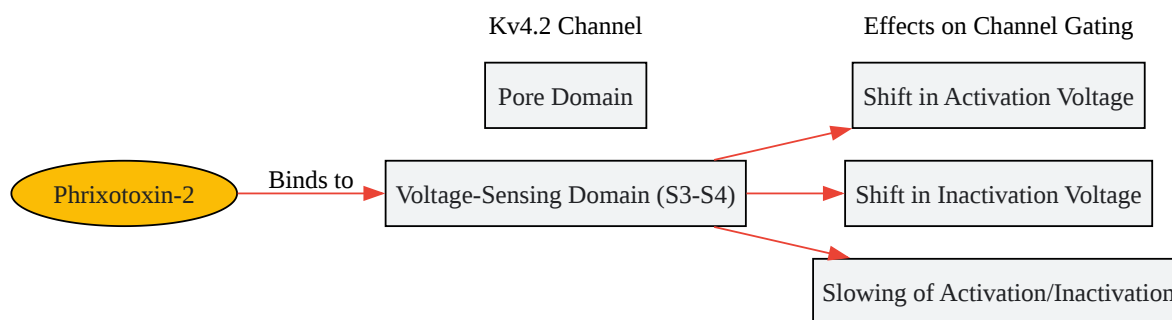 Kv4.2 Channel
Effects on Channel Gating
Pore Domain
Shift in Activation Voltage
Phrixotoxin-2
Binds to
Voltage-Sensing Domain (S3-S4)
Shift in Inactivation Voltage
Slowing of Activation/Inactivation